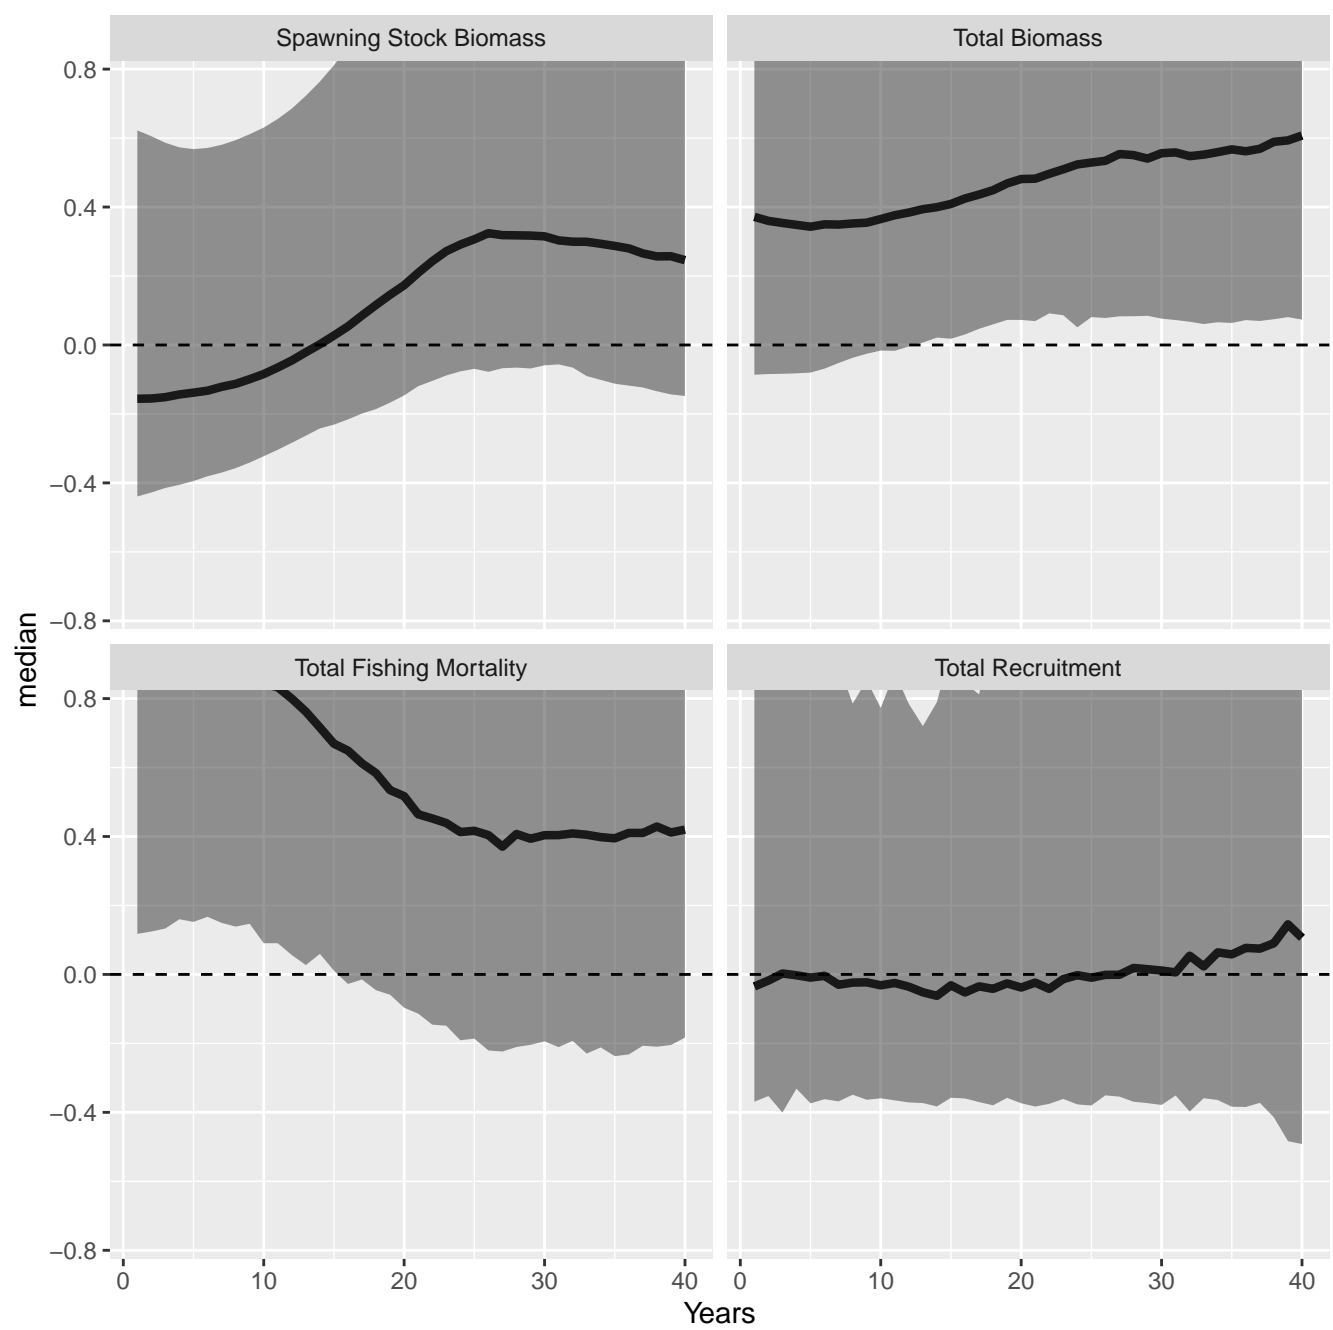 Spawning Stock Biomass
Total Biomass
0.8
0.4
0.0
−0.4
−0.8
median
Total Fishing Mortality
Total Recruitment
0.8
0.4
0.0
−0.4
−0.8
0 10 20 30 40
0 10 20 30 40
Years